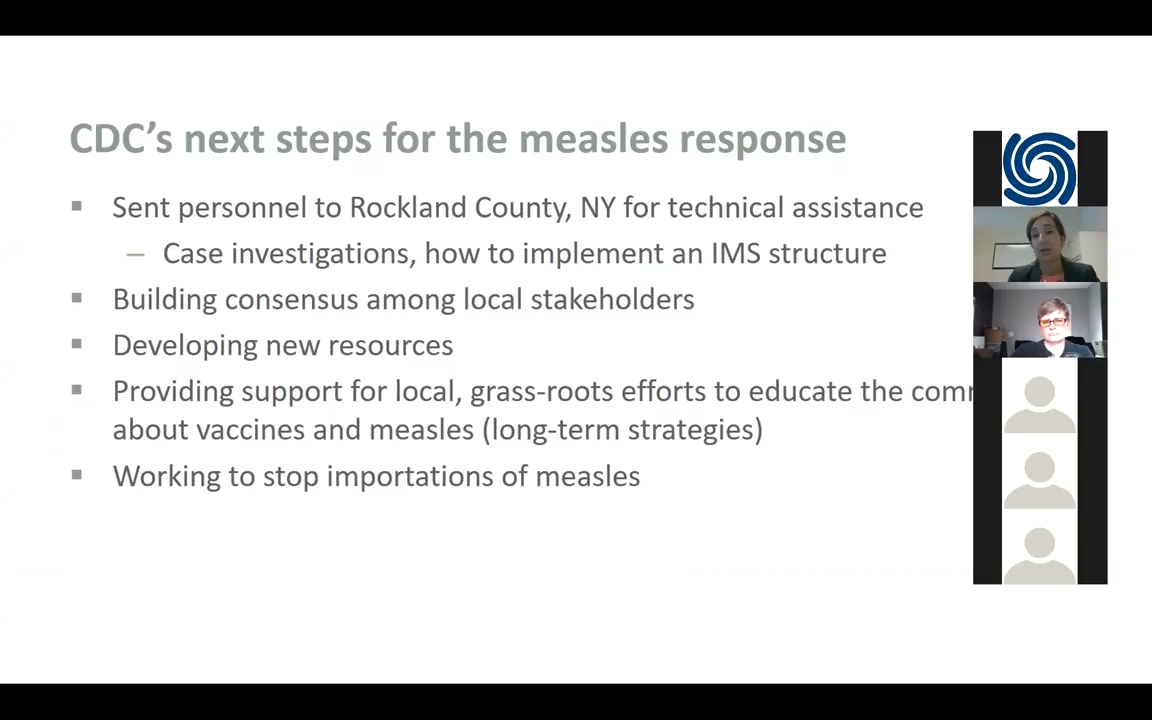 CDC's next steps for the measles response
▪ Sent personnel to Rockland County, NY for technical assistance
– Case investigations, how to implement an IMS structure
▪ Building consensus among local stakeholders
▪ Developing new resources
▪ Providing support for local, grass-roots efforts to educate the
about vaccines and measles (long-term strategies)
▪ Working to stop importations of measles